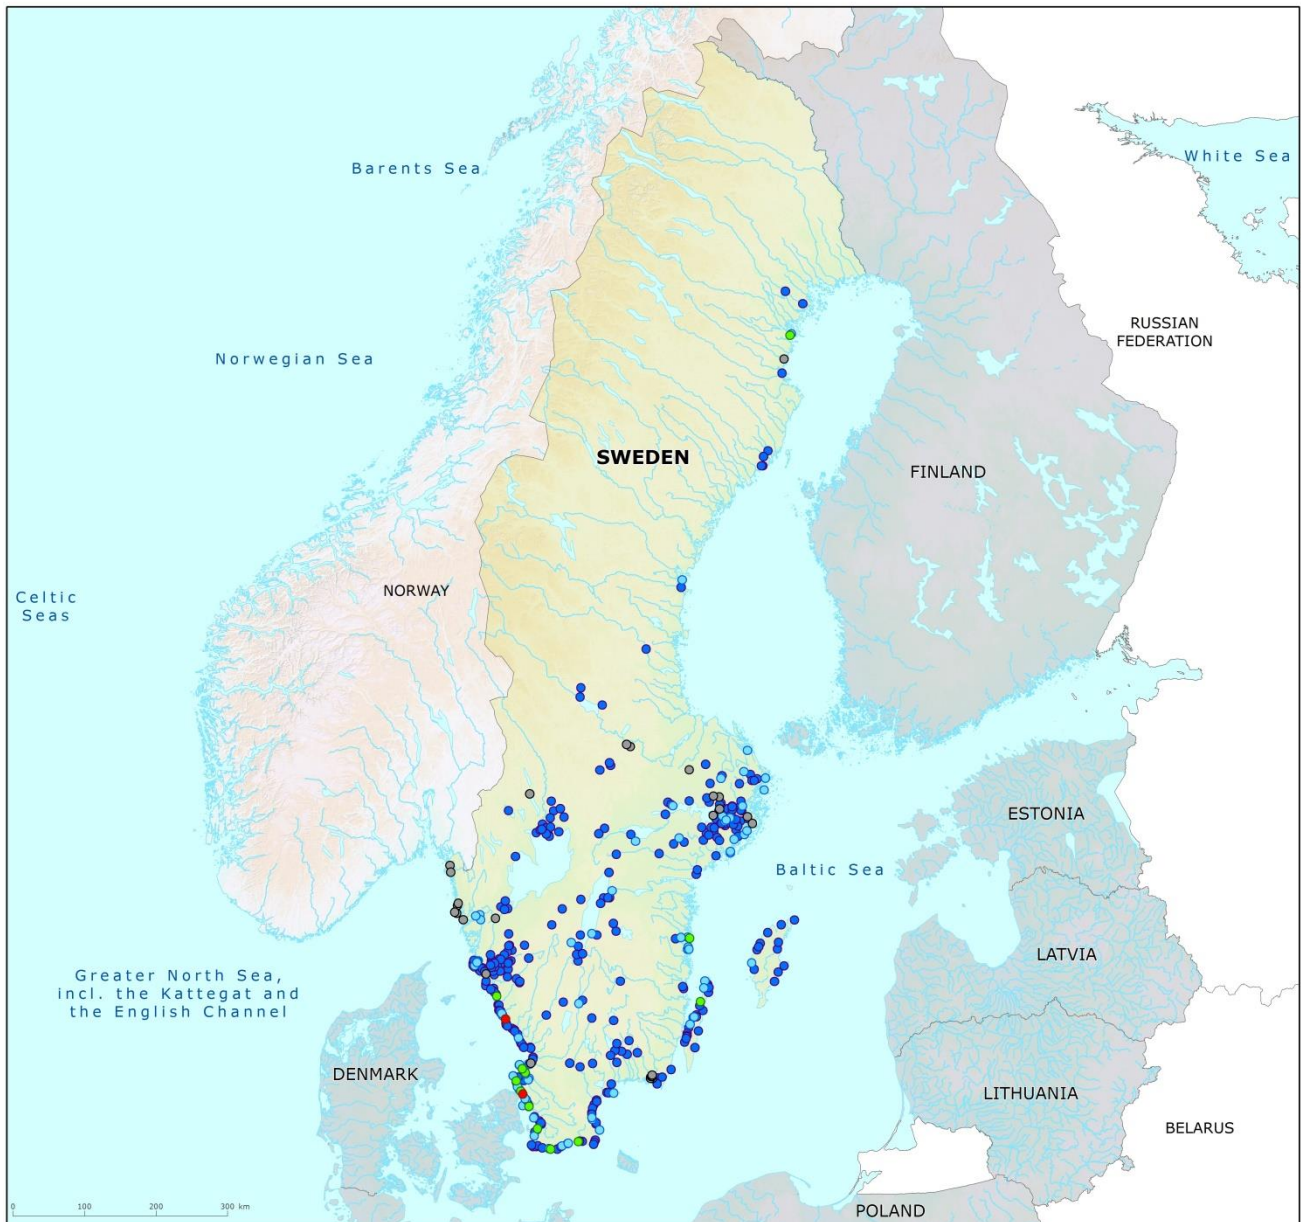 Barents Sea
White Sea
RUSSIAN
FEDERATION
Norwegian Sea
SWEDEN
FINLAND
Celtic
Seas
NORWAY
ESTONIA
Baltic Sea
LATVIA
Greater North Sea,
incl. the Kattegat and
the English Channel
DENMARK
LITHUANIA
BELARUS
0 100 200 300 km
POLAND